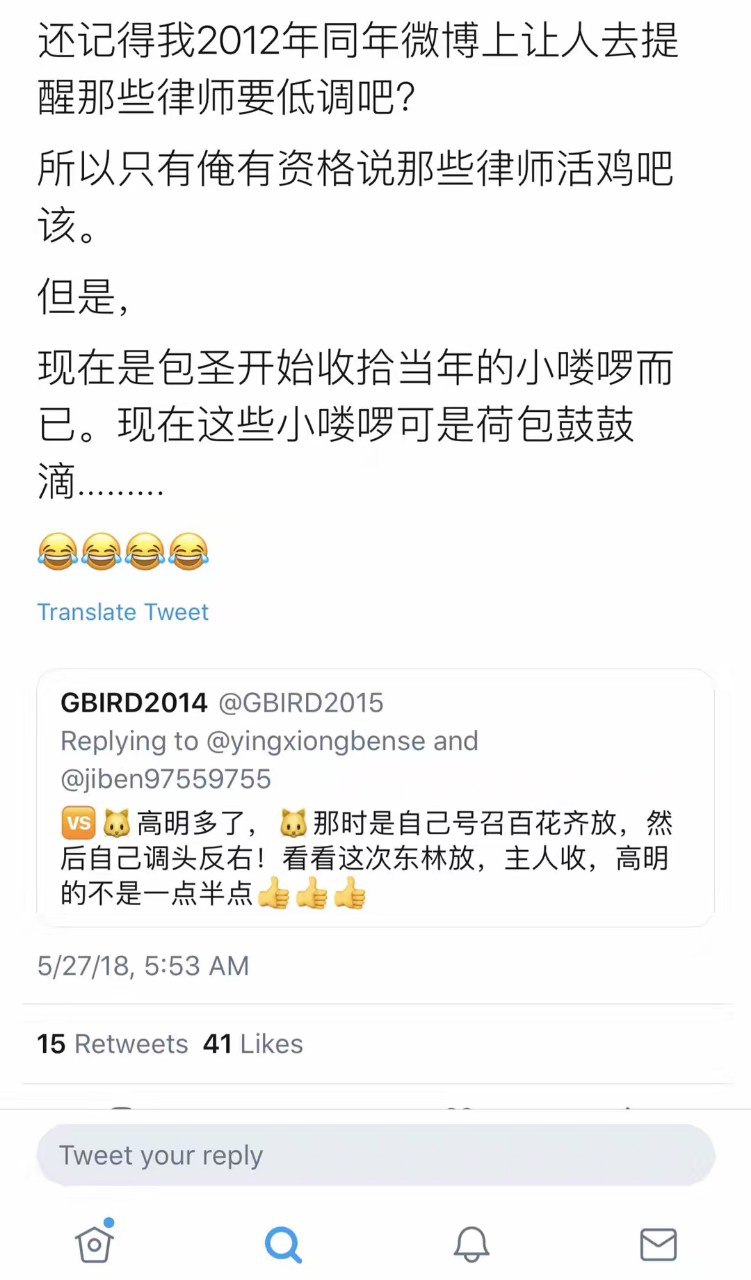 还记得我2012年同年微博上让人去提
醒那些律师要低调吧？
所以只有俺有资格说那些律师活鸡吧
该。
但是，
现在是包圣开始收拾当年的小喽啰而
已。现在这些小喽啰可是荷包鼓鼓
滴………
😂😂😂😂
Translate Tweet
GBIRD2014 @GBIRD2015
Replying to @yingxiongbense and
@jiben97559755
🆚🐱高明多了，🐱那时是自己号召百花齐放，然
后自己调头反右！看看这次东林放，主人收，高明
的不是一点半点👍👍👍
5/27/18, 5:53 AM
15 Retweets 41 Likes
Tweet your reply